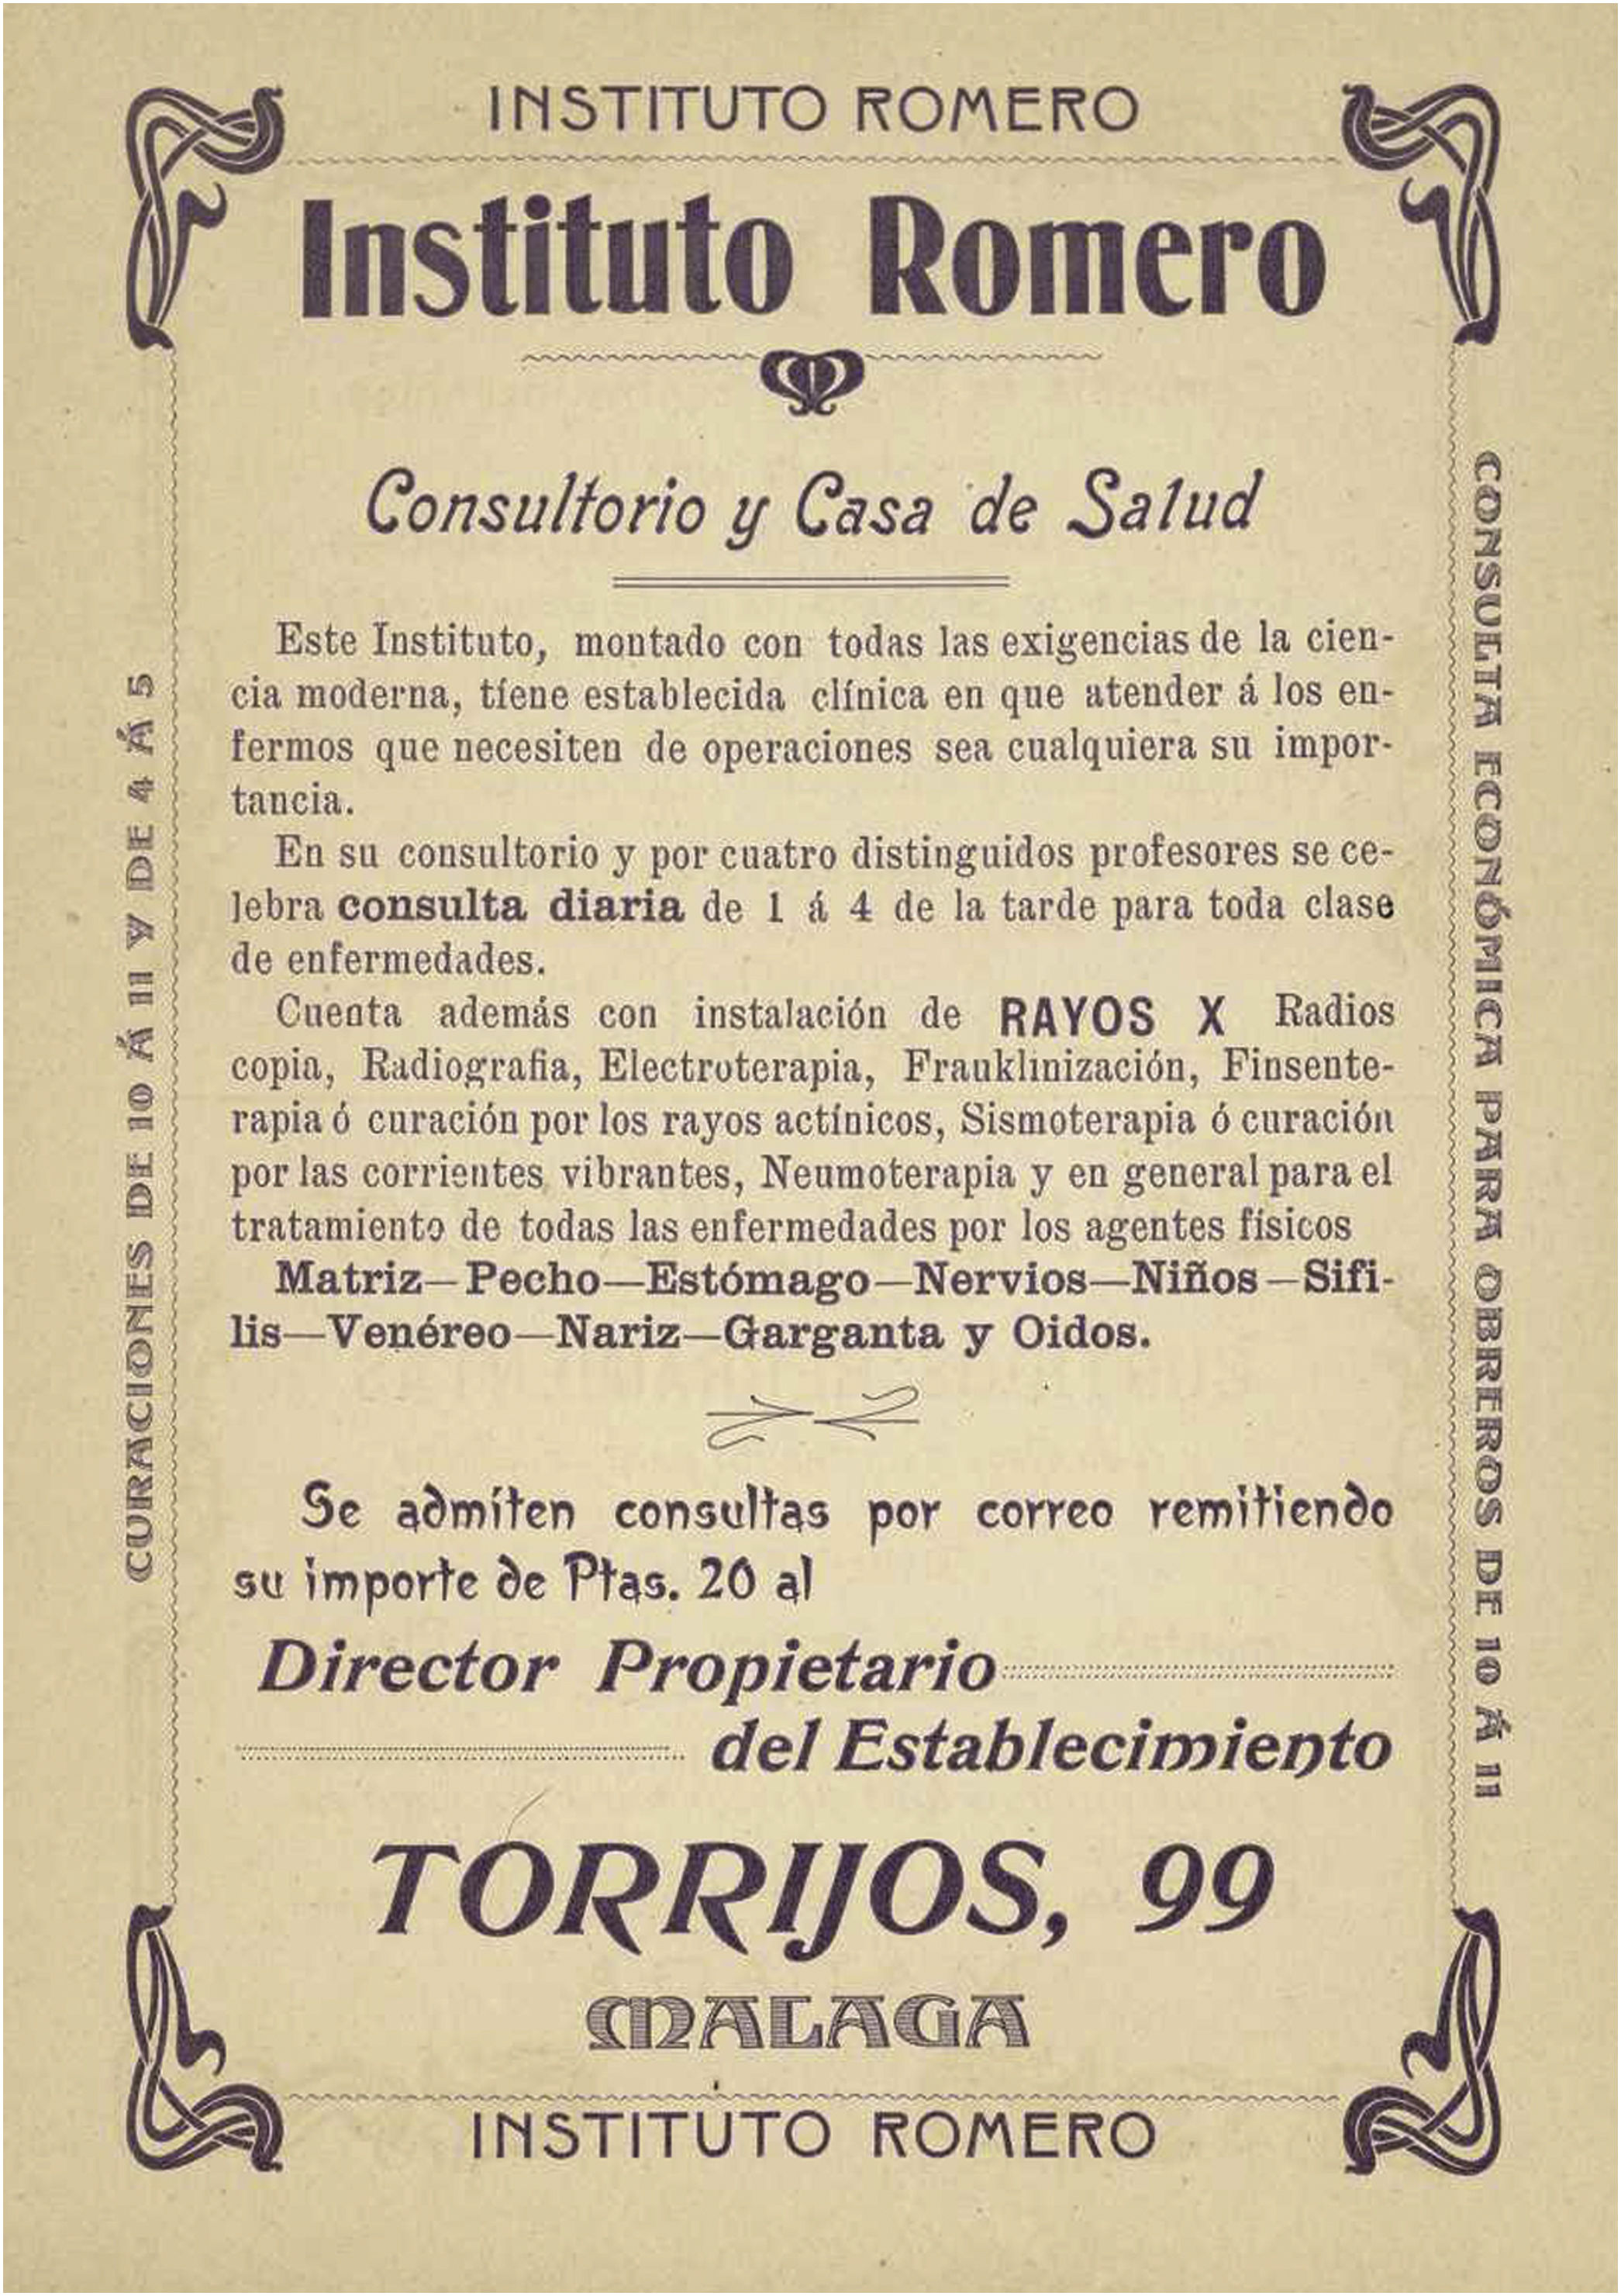 INSTITUTO ROMERO
Instituto Romero
Consultorio y Casa de Salud
Este Instituto, montado con todas las exigencias de la cien-
cia moderna, tiene establecida clínica en que atender á los en-
fermos que necesiten de operaciones sea cualquiera su impor-
tancia.
En su consultorio y por cuatro distinguidos profesores se ce-
lebra consulta diaria de 1 á 4 de la tarde para toda clase
de enfermedades.
Cuenta además con instalación de RAYOS X Radios
copia, Radiografia, Electroterapia, Franklinización, Finsente-
rapia ó curación por los rayos actínicos, Sismoterapia ó curación
por las corrientes vibrantes, Neumoterapia y en general para el
tratamiento de todas las enfermedades por los agentes físicos
Matriz—Pecho—Estómago—Nervios—Niños—Sifi-
lis—Venéreo—Nariz—Garganta y Oidos.
Se admiten consultas por correo remitiendo
su importe de Ptas. 20 al
Director Propietario
del Establecimiento
TORRIJOS, 99
MALAGA
INSTITUTO ROMERO
CURACIONES DE 10 Á 11 Y DE 4 Á 5
CONSULTA ECONÓMICA PARA OBREROS DE 10 Á 11